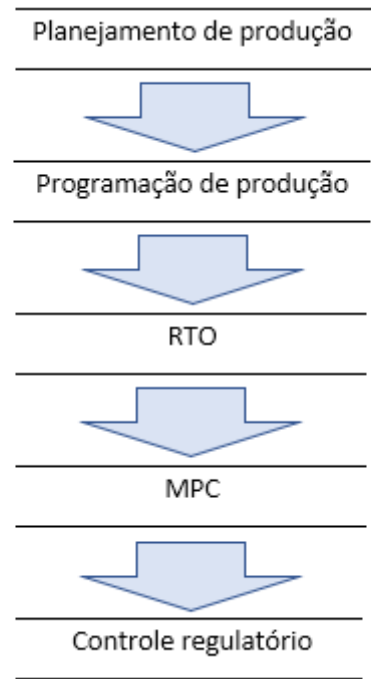 Planejamento de produção
Programação de produção
RTO
MPC
Controle regulatório